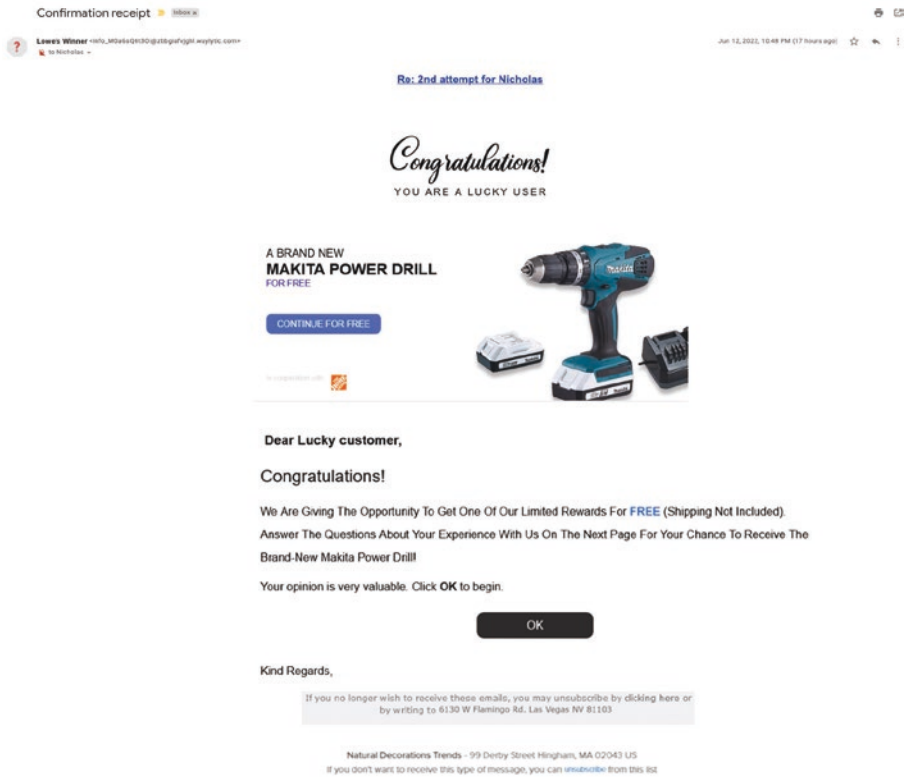 Confirmation receipt
Inbox x
Lowe's Winner
to Nicholas
Jun 12, 2022, 10:48 PM (17 hours ago)
Re: 2nd attempt for Nicholas
Congratulations!
YOU ARE A LUCKY USER
A BRAND NEW
MAKITA POWER DRILL
FOR FREE
CONTINUE FOR FREE
In cooperation with
makita
Dear Lucky customer,
Congratulations!
We Are Giving The Opportunity To Get One Of Our Limited Rewards For FREE (Shipping Not Included).
Answer The Questions About Your Experience With Us On The Next Page For Your Chance To Receive The
Brand-New Makita Power Drill!
Your opinion is very valuable. Click OK to begin.
OK
Kind Regards,
If you no longer wish to receive these emails, you may unsubscribe by clicking here or
by writing to 6130 W Flamingo Rd. Las Vegas NV 81103
Natural Decorations Trends - 99 Derby Street Hingham, MA 02043 US
If you don't want to receive this type of message, you can unsubscribe from this list